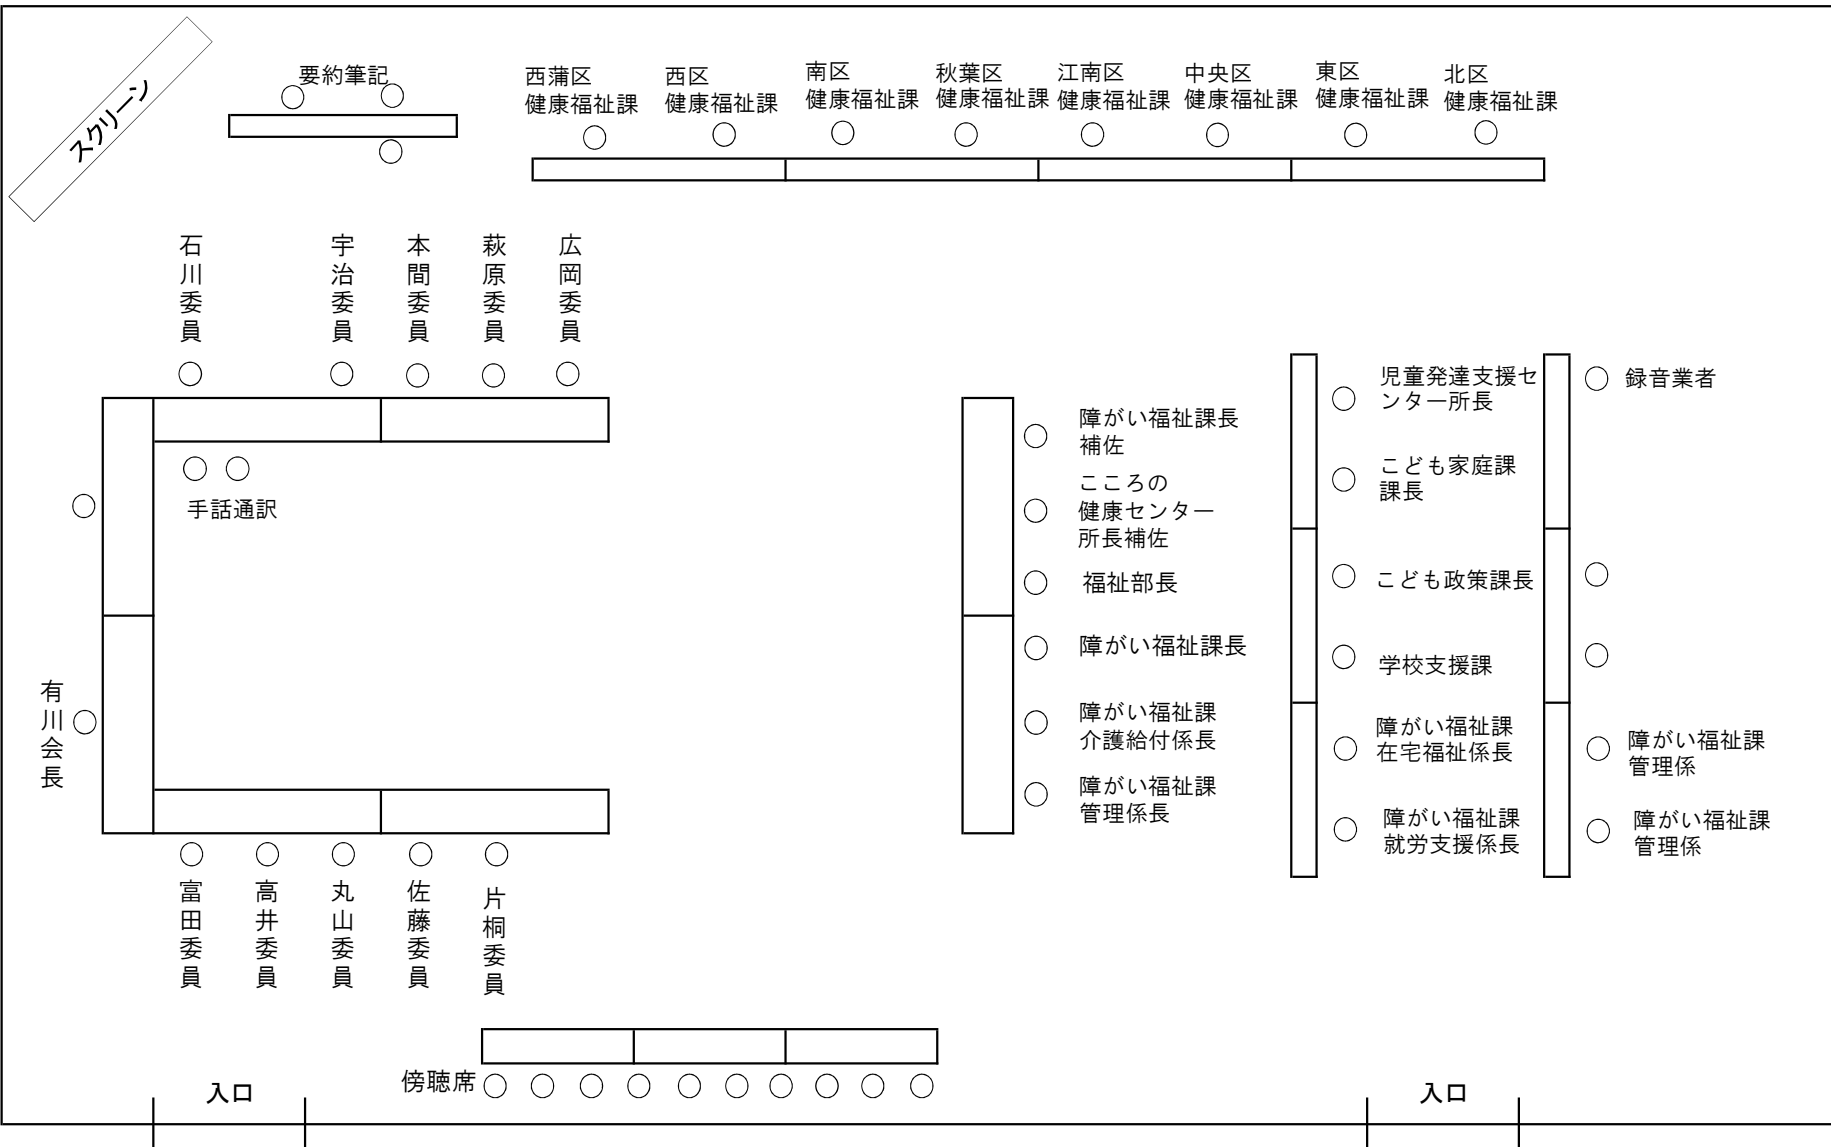 スクリーン
要約筆記
西蒲区
健康福祉課
西区
健康福祉課
南区
健康福祉課
秋葉区
健康福祉課
江南区
健康福祉課
中央区
健康福祉課
東区
健康福祉課
北区
健康福祉課
石川委員
宇治委員
本間委員
萩原委員
広岡委員
手話通訳
有川会長
富田委員
高井委員
丸山委員
佐藤委員
片桐委員
障がい福祉課長
補佐
こころの
健康センター
所長補佐
福祉部長
障がい福祉課長
障がい福祉課
介護給付係長
障がい福祉課
管理係長
児童発達支援セ
ンター所長
こども家庭課
課長
こども政策課長
学校支援課
障がい福祉課
在宅福祉係長
障がい福祉課
就労支援係長
録音業者
障がい福祉課
管理係
障がい福祉課
管理係
傍聴席
入口
入口